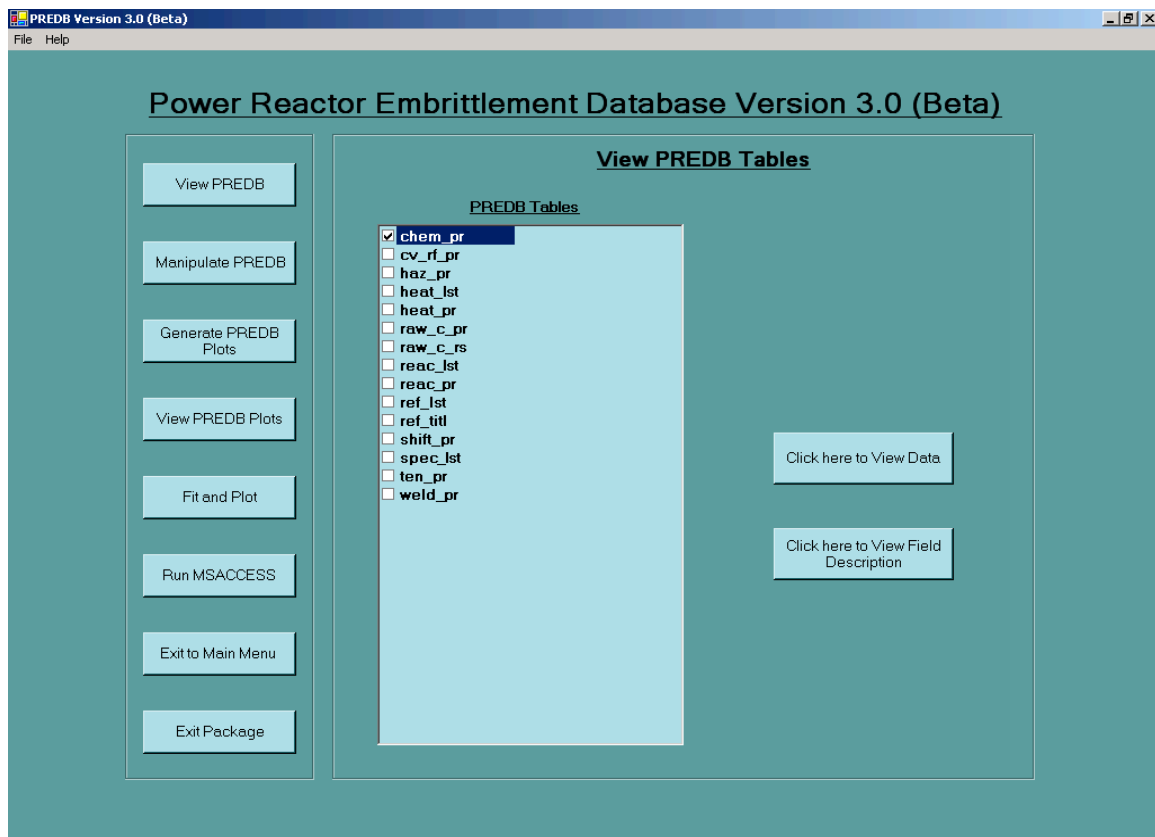 PREDB Version 3.0 (Beta)
File Help
Power Reactor Embrittlement Database Version 3.0 (Beta)
View PREDB
Manipulate PREDB
Generate PREDB
Plots
View PREDB Plots
Fit and Plot
Run MSACCESS
Exit to Main Menu
Exit Package
View PREDB Tables
PREDB Tables
chem_pr
cv_rf_pr
haz_pr
heat_lst
heat_pr
raw_c_pr
raw_c_rs
reac_lst
reac_pr
ref_lst
ref_titl
shift_pr
spec_lst
ten_pr
weld_pr
Click here to View Data
Click here to View Field
Description